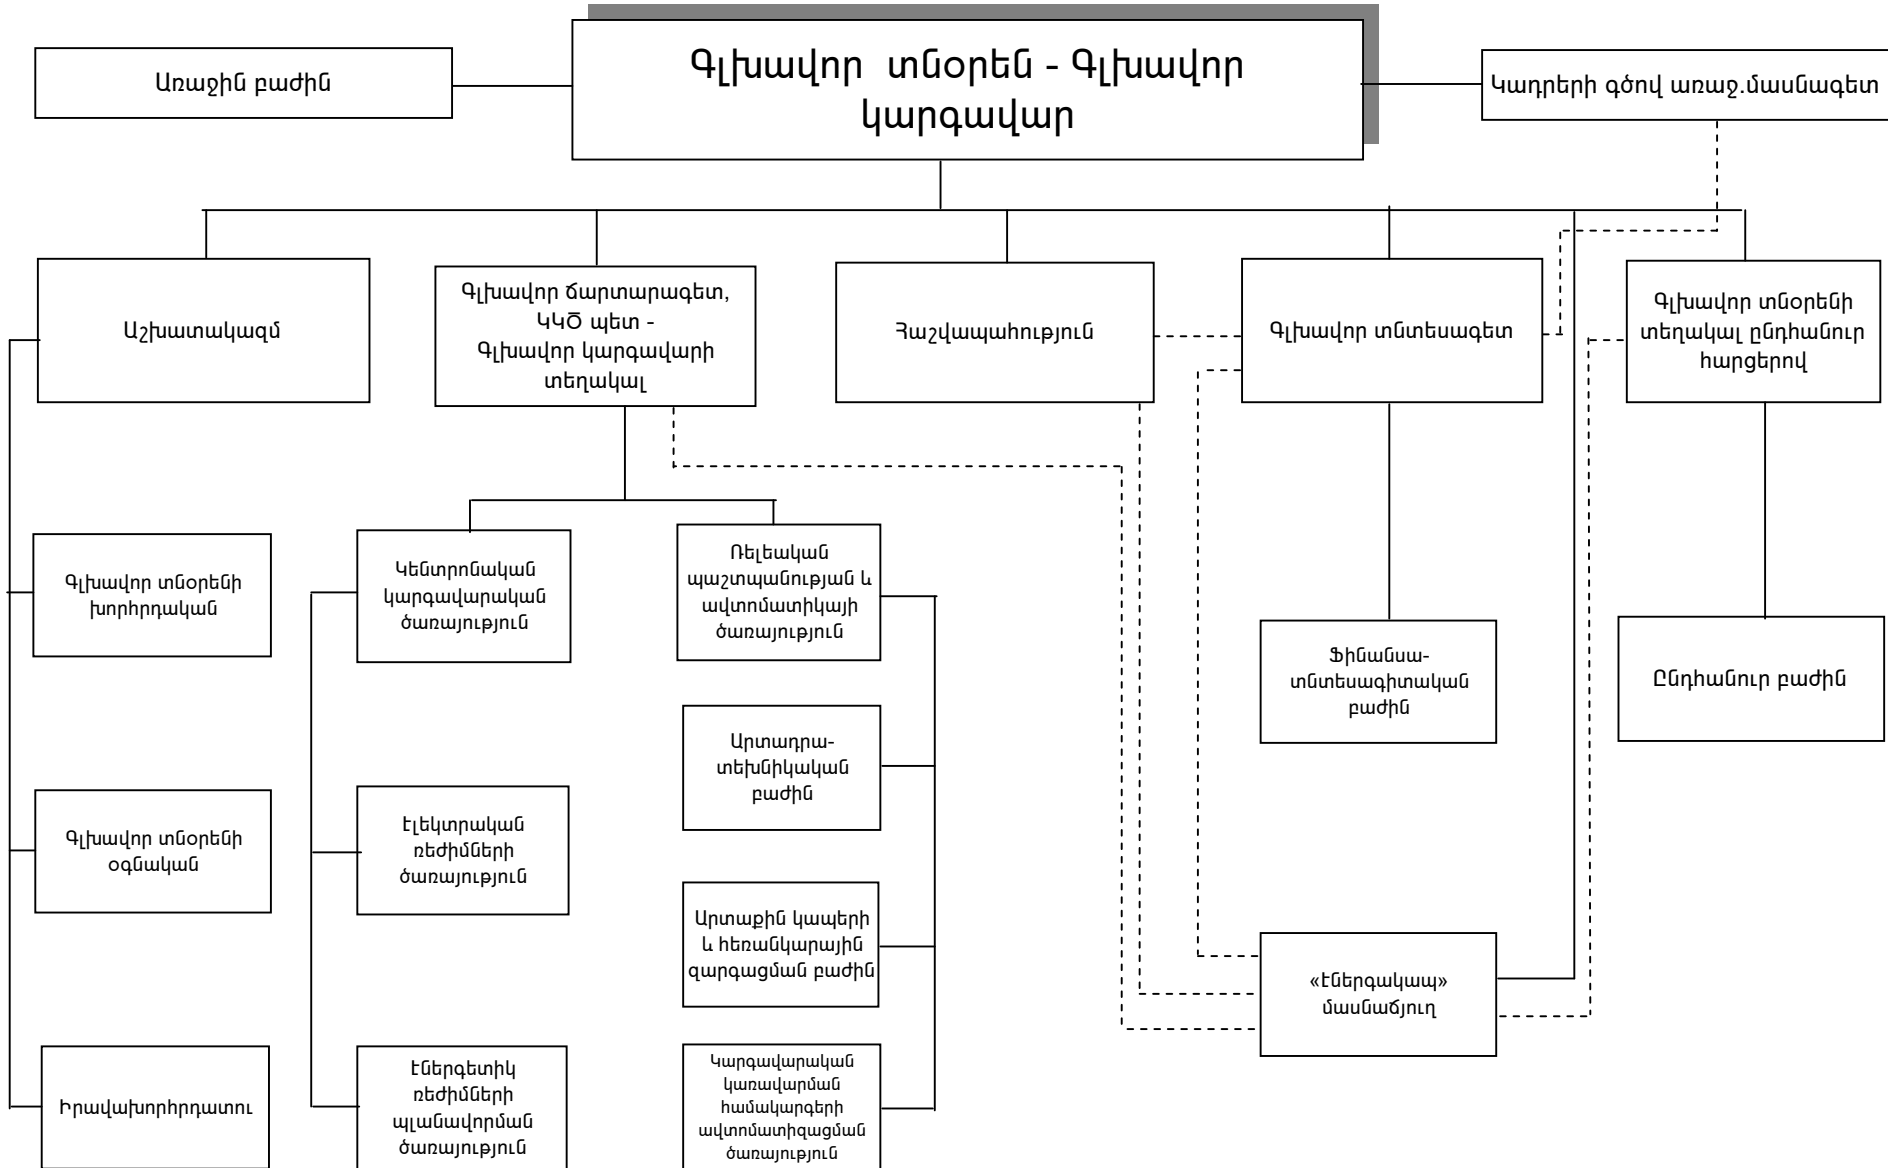 Առաջին բաժին
Գլխավոր տնօրեն - Գլխավոր
կարգավար
Կադրերի գծով առաջ.մասնագետ
Աշխատակազմ
Գլխավոր ճարտարագետ,
ԿԿԾ պետ -
Գլխավոր կարգավարի
տեղակալ
Հաշվապահություն
Գլխավոր տնտեսագետ
Գլխավոր տնօրենի
տեղակալ ընդհանուր
հարցերով
Գլխավոր տնօրենի
խորհրդական
Կենտրոնական
կարգավարական
ծառայություն
Ռելեական
պաշտպանության և
ավտոմատիկայի
ծառայություն
Ֆինանսա-
տնտեսագիտական
բաժին
Ընդհանուր բաժին
Արտադրա-
տեխնիկական
բաժին
Գլխավոր տնօրենի
օգնական
Էլեկտրական
ռեժիմների
ծառայություն
Արտաքին կապերի
և հեռանկարային
զարգացման բաժին
«Էներգակապ»
մասնաճյուղ
Իրավախորհրդատու
Էներգետիկ
ռեժիմների
պլանավորման
ծառայություն
Կարգավարական
կառավարման
համակարգերի
ավտոմատիզացման
ծառայություն